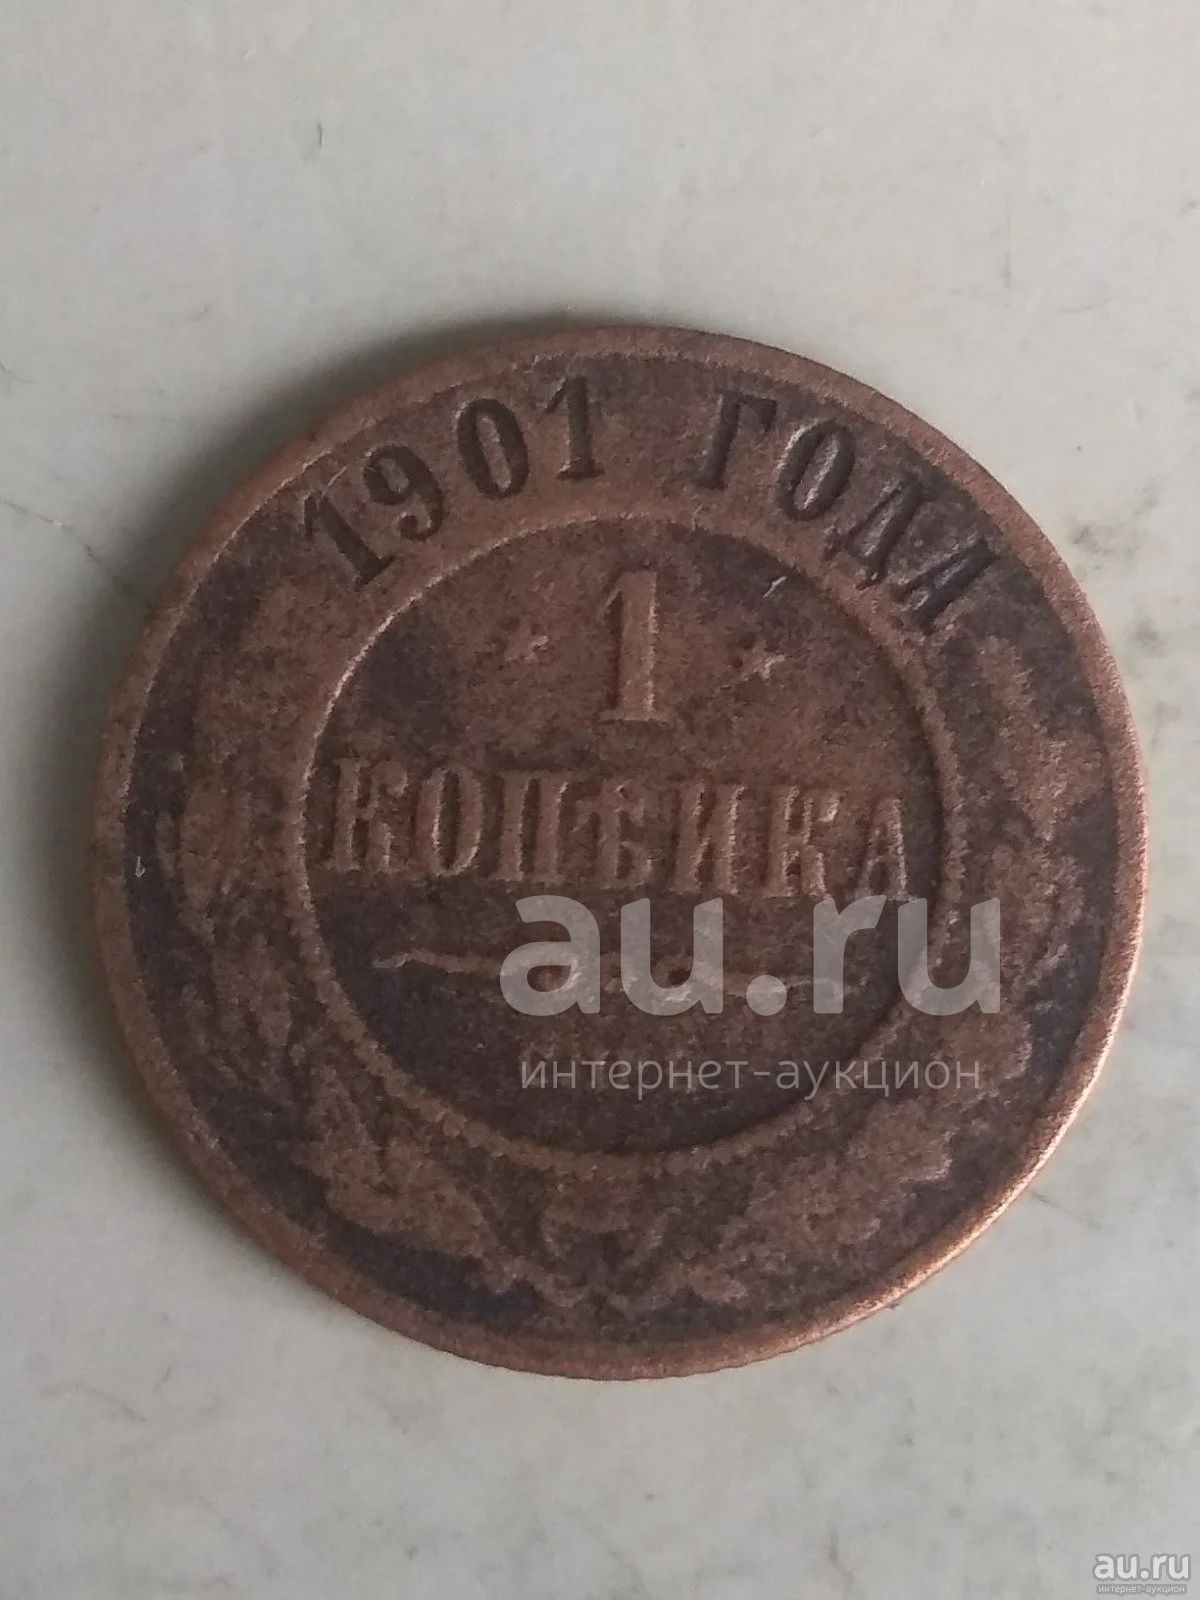 1901 ГОДА
1
КОПѢЙКА
au.ru
интернет-аукцион
au.ru
интернет-аукцион